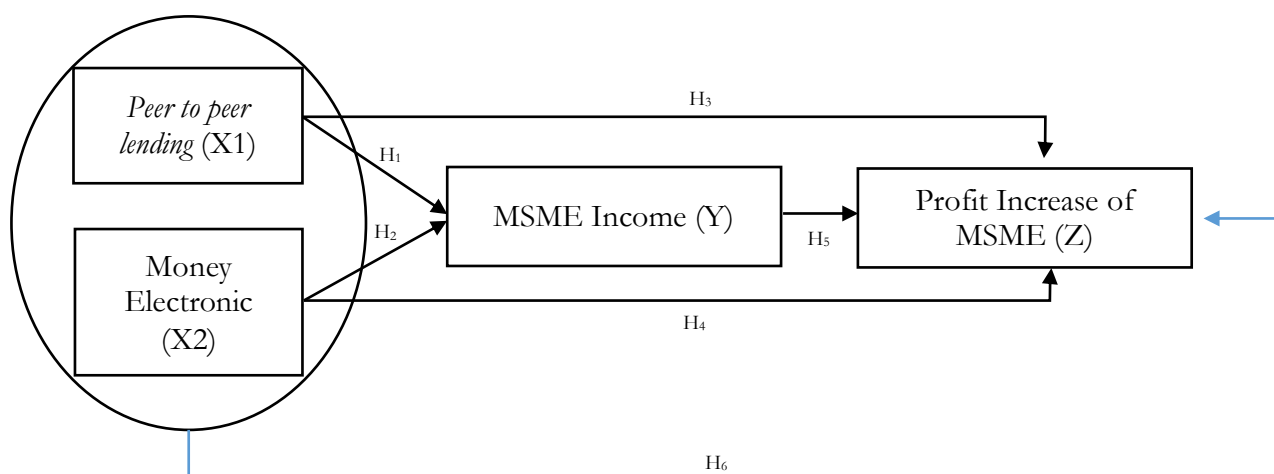 Peer to peer
lending (X1)
H₃
H₁
MSME Income (Y)
Profit Increase of
MSME (Z)
H₂
H₅
Money
Electronic
(X2)
H₄
H₆